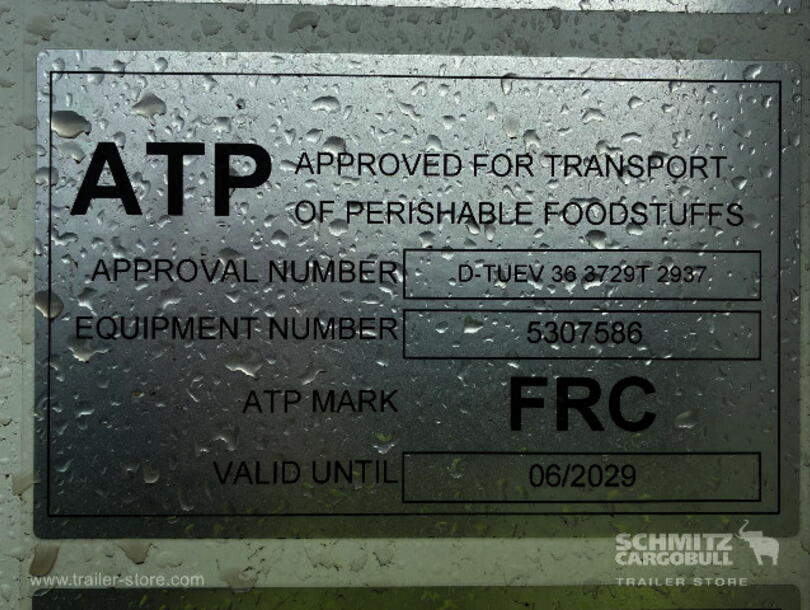 ATP APPROVED FOR TRANSPORT
OF PERISHABLE FOODSTUFFS
APPROVAL NUMBER D-TUEV 36 3729T 2937
EQUIPMENT NUMBER 5307586
ATP MARK FRC
VALID UNTIL 06/2029
SCHMITZ
CARGOBULL
www.trailer-store.com TRAILER STORE